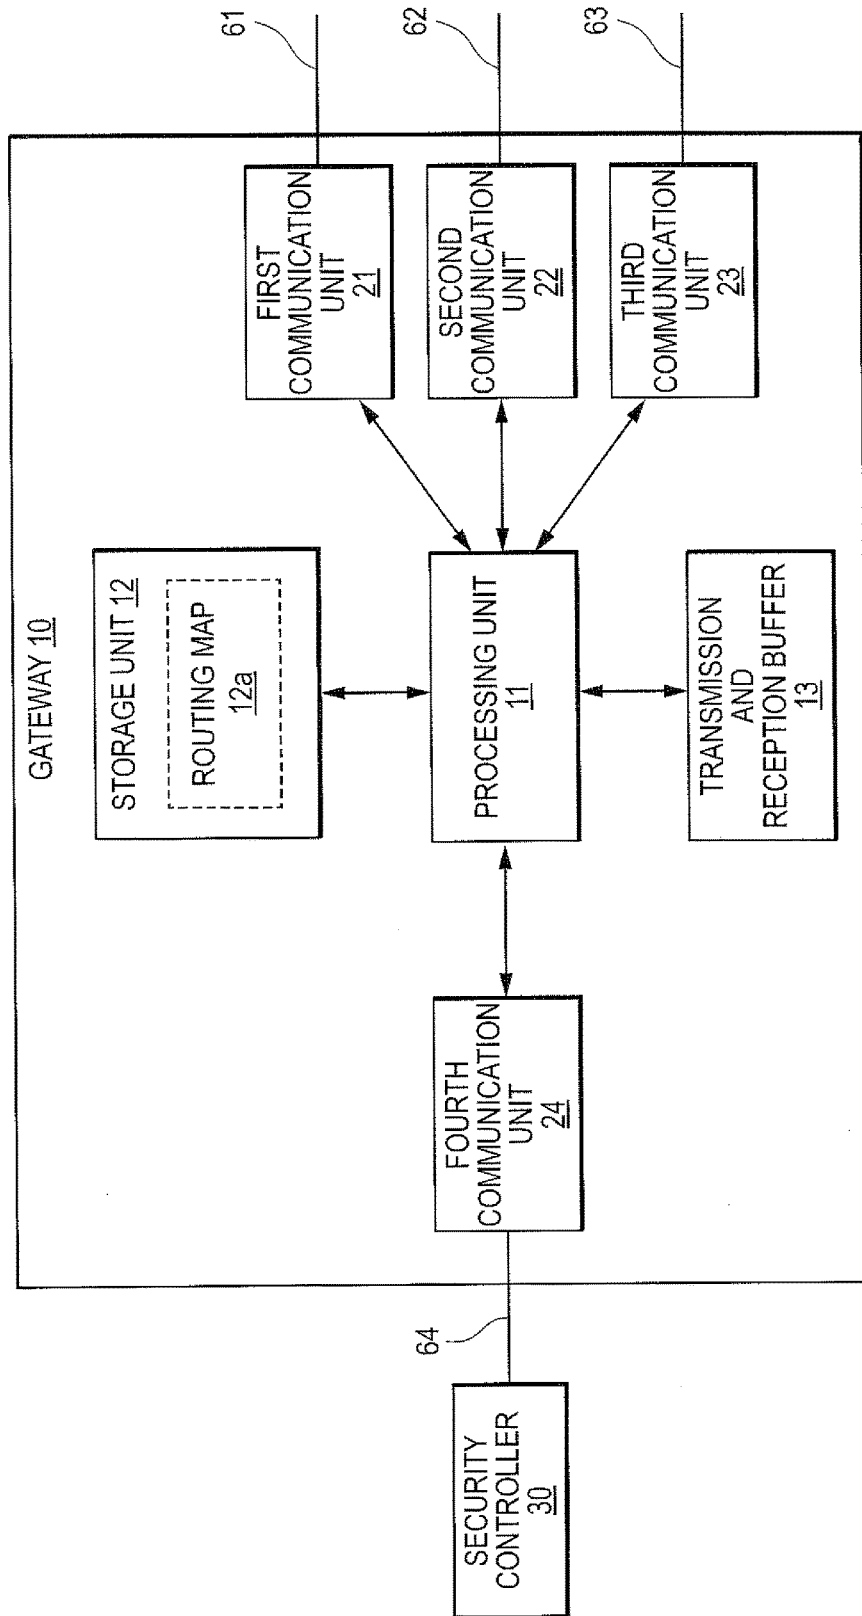 GATEWAY 10
STORAGE UNIT 12
ROUTING MAP
12a
FIRST
COMMUNICATION
UNIT
21
61
SECOND
COMMUNICATION
UNIT
22
62
THIRD
COMMUNICATION
UNIT
23
63
PROCESSING UNIT
11
TRANSMISSION
AND
RECEPTION BUFFER
13
FOURTH
COMMUNICATION
UNIT
24
64
SECURITY
CONTROLLER
30